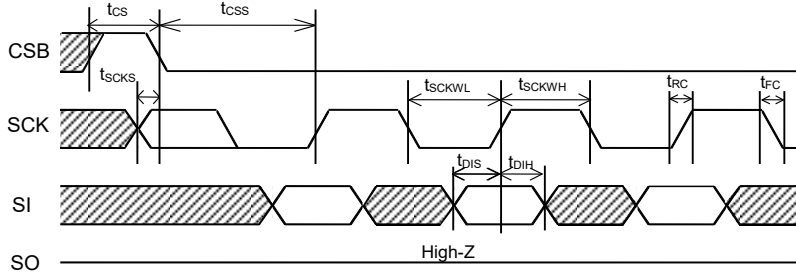 tCS
tCSS
CSB
tSCKS
tSCKWL
tSCKWH
tRC
tFC
SCK
tDIS
tDIH
SI
High-Z
SO